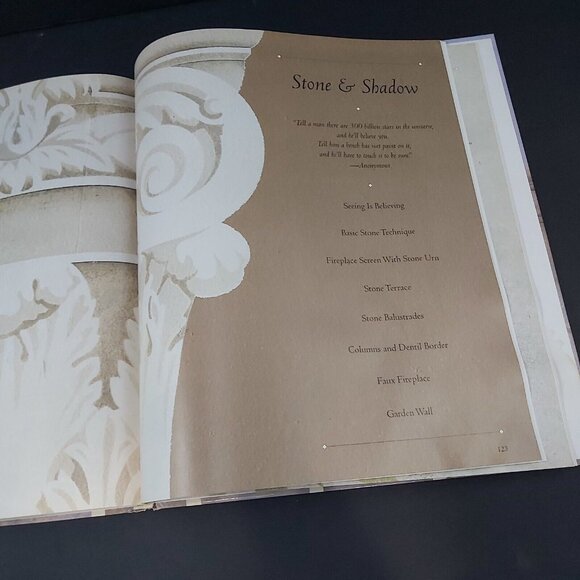 Stone & Shadow
"Tell a man there are 300 billion stars in the universe,
and he'll believe you.
Tell him a bench has wet paint on it,
and he'll have to touch it to be sure."
—Anonymous
Seeing Is Believing
Basic Stone Technique
Fireplace Screen With Stone Urn
Stone Terrace
Stone Balustrades
Columns and Dentil Border
Faux Fireplace
Garden Wall
123